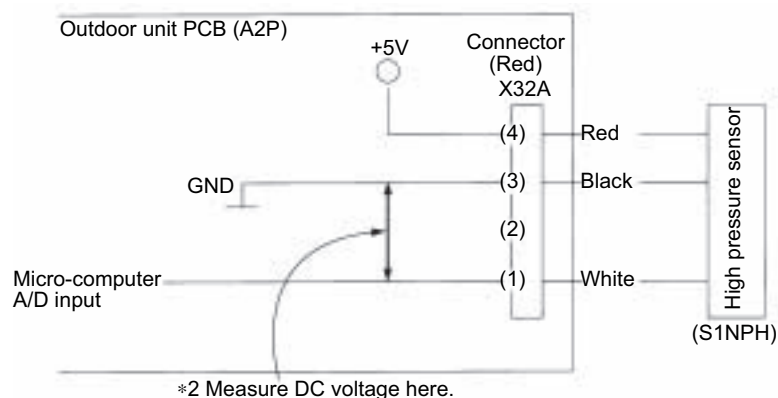 Outdoor unit PCB (A2P)
+5V
Connector
(Red)
X32A
(4)
Red
GND
(3)
Black
(2)
Micro-computer
A/D input
(1)
White
High pressure sensor
(S1NPH)
*2 Measure DC voltage here.